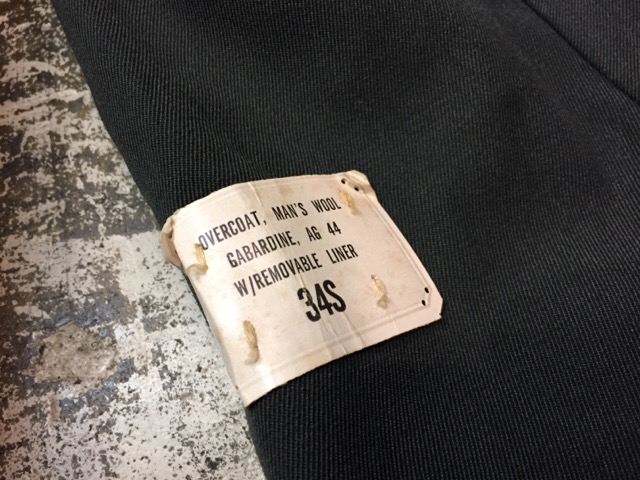 OVERCOAT, MAN'S WOOL
GABARDINE, AG 44
W/REMOVABLE LINER
34S